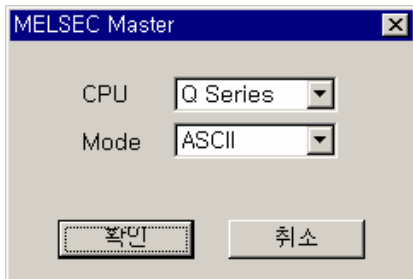 MELSEC Master
CPU Q Series
Mode ASCII
확인 취소